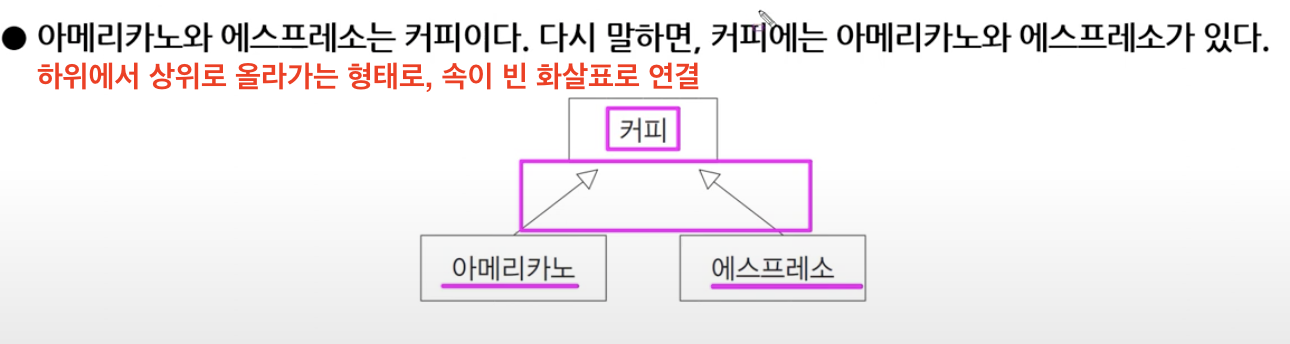 ● 아메리카노와 에스프레소는 커피이다. 다시 말하면, 커피에는 아메리카노와 에스프레소가 있다.
하위에서 상위로 올라가는 형태로, 속이 빈 화살표로 연결
커피
아메리카노
에스프레소